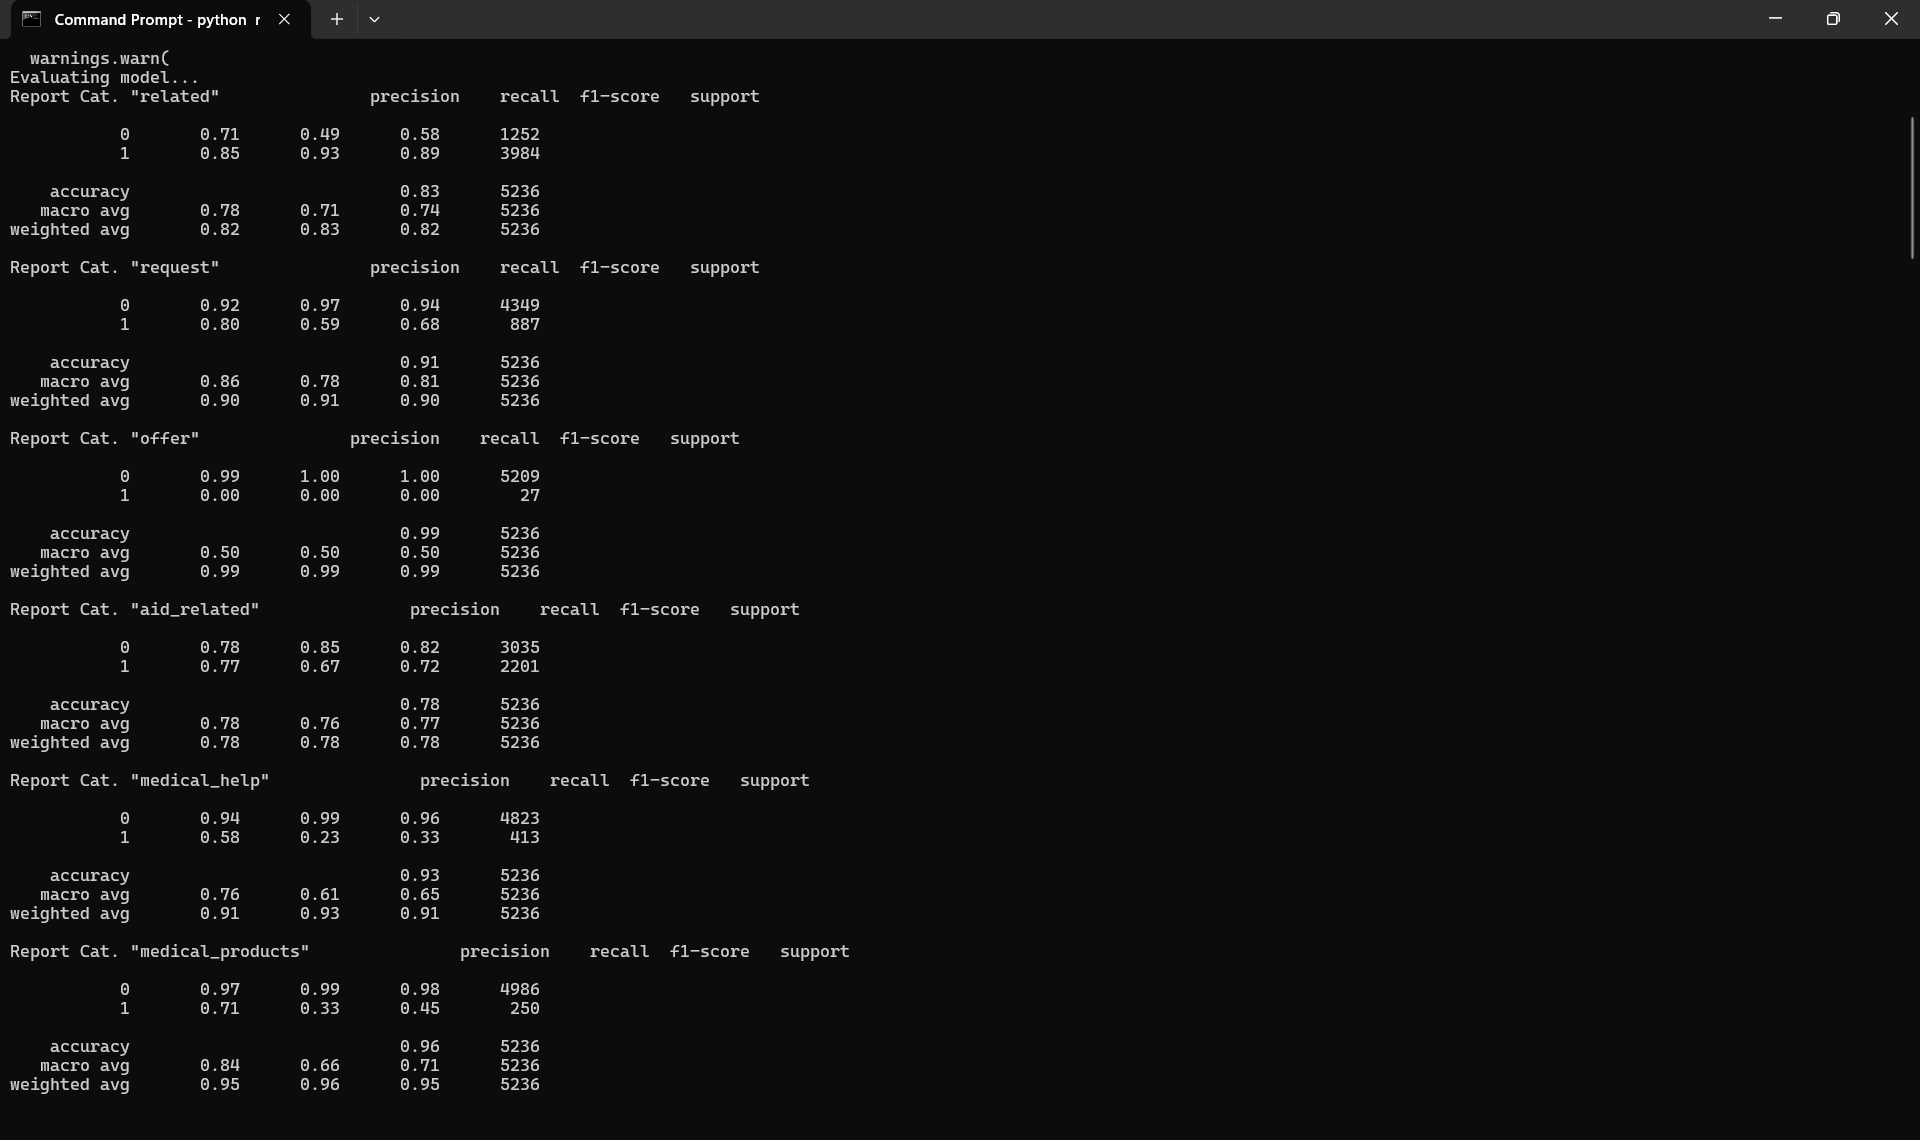 Command Prompt - python r
warnings.warn(
Evaluating model...
Report Cat. "related"               precision    recall  f1-score   support
           0       0.71      0.49      0.58      1252
           1       0.85      0.93      0.89      3984
    accuracy                           0.83      5236
   macro avg       0.78      0.71      0.74      5236
weighted avg       0.82      0.83      0.82      5236
Report Cat. "request"               precision    recall  f1-score   support
           0       0.92      0.97      0.94      4349
           1       0.80      0.59      0.68       887
    accuracy                           0.91      5236
   macro avg       0.86      0.78      0.81      5236
weighted avg       0.90      0.91      0.90      5236
Report Cat. "offer"               precision    recall  f1-score   support
           0       0.99      1.00      1.00      5209
           1       0.00      0.00      0.00        27
    accuracy                           0.99      5236
   macro avg       0.50      0.50      0.50      5236
weighted avg       0.99      0.99      0.99      5236
Report Cat. "aid_related"               precision    recall  f1-score   support
           0       0.78      0.85      0.82      3035
           1       0.77      0.67      0.72      2201
    accuracy                           0.78      5236
   macro avg       0.78      0.76      0.77      5236
weighted avg       0.78      0.78      0.78      5236
Report Cat. "medical_help"               precision    recall  f1-score   support
           0       0.94      0.99      0.96      4823
           1       0.58      0.23      0.33       413
    accuracy                           0.93      5236
   macro avg       0.76      0.61      0.65      5236
weighted avg       0.91      0.93      0.91      5236
Report Cat. "medical_products"               precision    recall  f1-score   support
           0       0.97      0.99      0.98      4986
           1       0.71      0.33      0.45       250
    accuracy                           0.96      5236
   macro avg       0.84      0.66      0.71      5236
weighted avg       0.95      0.96      0.95      5236